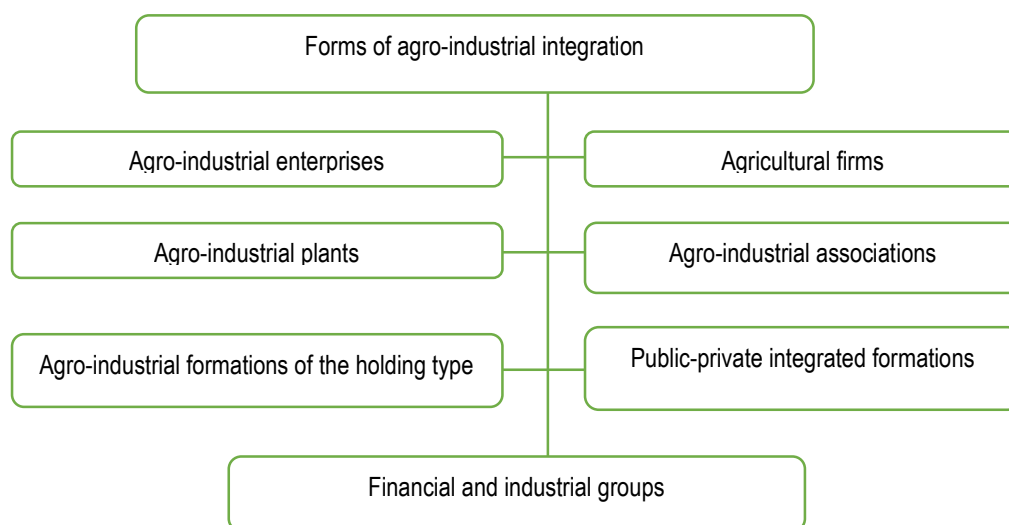 Forms of agro-industrial integration
Agro-industrial enterprises
Agricultural firms
Agro-industrial plants
Agro-industrial associations
Agro-industrial formations of the holding type
Public-private integrated formations
Financial and industrial groups